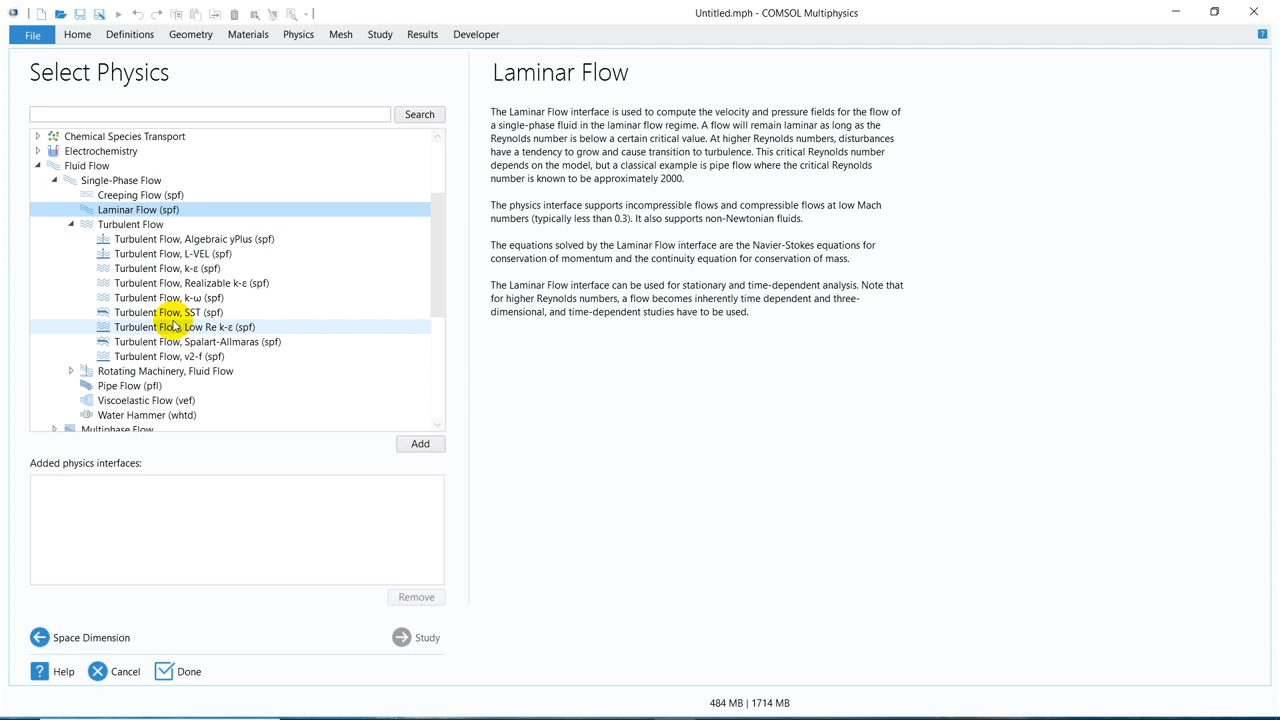 Untitled.mph - COMSOL Multiphysics
File Home Definitions Geometry Materials Physics Mesh Study Results Developer
Select Physics
Search
Chemical Species Transport
Electrochemistry
Fluid Flow
Single-Phase Flow
Creeping Flow (spf)
Laminar Flow (spf)
Turbulent Flow
Turbulent Flow, Algebraic yPlus (spf)
Turbulent Flow, L-VEL (spf)
Turbulent Flow, k-ε (spf)
Turbulent Flow, Realizable k-ε (spf)
Turbulent Flow, k-ω (spf)
Turbulent Flow, SST (spf)
Turbulent Flow, Low Re k-ε (spf)
Turbulent Flow, Spalart-Allmaras (spf)
Turbulent Flow, v2-f (spf)
Rotating Machinery, Fluid Flow
Pipe Flow (pfl)
Viscoelastic Flow (vef)
Water Hammer (whtd)
Multiphase Flow
Add
Added physics interfaces:
Remove
Space Dimension
Study
? Help
Cancel
Done
Laminar Flow
The Laminar Flow interface is used to compute the velocity and pressure fields for the flow of
a single-phase fluid in the laminar flow regime. A flow will remain laminar as long as the
Reynolds number is below a certain critical value. At higher Reynolds numbers, disturbances
have a tendency to grow and cause transition to turbulence. This critical Reynolds number
depends on the model, but a classical example is pipe flow where the critical Reynolds
number is known to be approximately 2000.
The physics interface supports incompressible flows and compressible flows at low Mach
numbers (typically less than 0.3). It also supports non-Newtonian fluids.
The equations solved by the Laminar Flow interface are the Navier-Stokes equations for
conservation of momentum and the continuity equation for conservation of mass.
The Laminar Flow interface can be used for stationary and time-dependent analysis. Note that
for higher Reynolds numbers, a flow becomes inherently time dependent and three-
dimensional, and time-dependent studies have to be used.
484 MB | 1714 MB